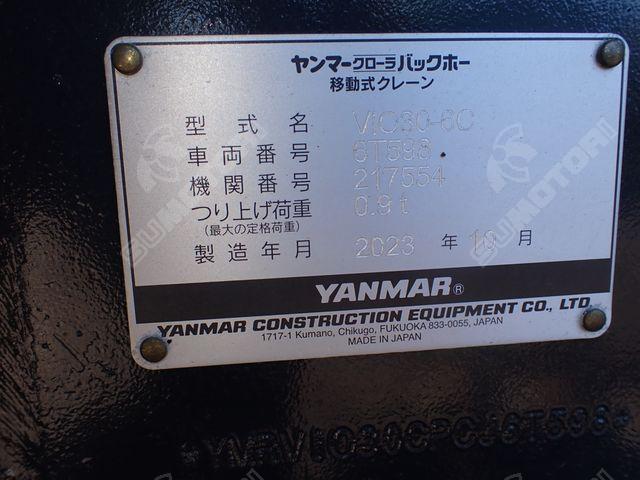 ヤンマークローラバックホー
移動式クレーン
型式名 ViO30-6C
車両番号 6T598
機関番号 217554
つり上げ荷重 0.9t
(最大の定格荷重)
製造年月 2023 年 10 月
YANMAR®
YANMAR CONSTRUCTION EQUIPMENT CO., LTD.
1717-1 Kumano, Chikugo, FUKUOKA 833-0055, JAPAN
MADE IN JAPAN